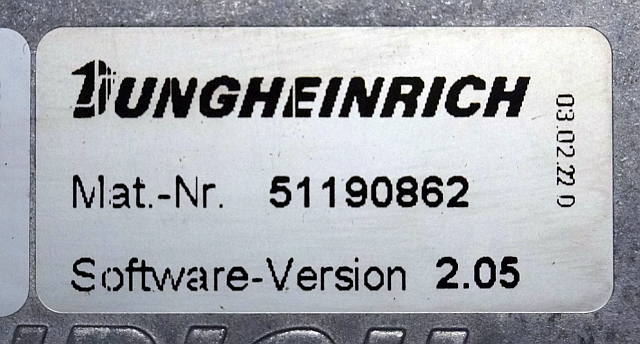 JUNGHEINRICH
Mat.-Nr. 51190862
Software-Version 2.05
03.02.22 0